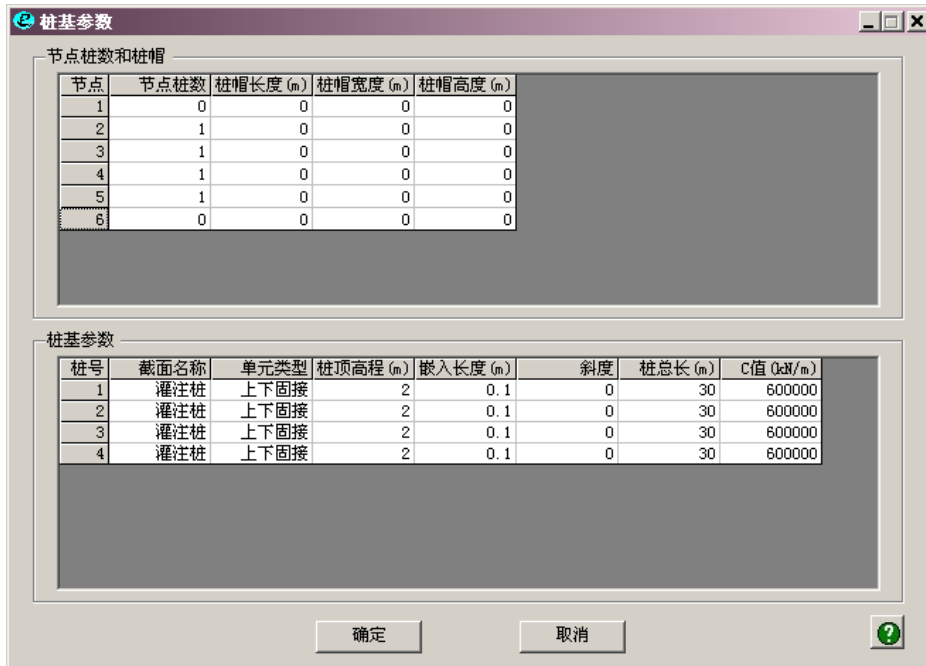 桩基参数
节点桩数和桩帽
节点 节点桩数 桩帽长度(m) 桩帽宽度(m) 桩帽高度(m)
1 0 0 0 0
2 1 0 0 0
3 1 0 0 0
4 1 0 0 0
5 1 0 0 0
6 0 0 0 0
桩基参数
桩号 截面名称 单元类型 桩顶高程(m) 嵌入长度(m) 斜度 桩总长(m) C值(kN/m)
1 灌注桩 上下固接 2 0.1 0 30 600000
2 灌注桩 上下固接 2 0.1 0 30 600000
3 灌注桩 上下固接 2 0.1 0 30 600000
4 灌注桩 上下固接 2 0.1 0 30 600000
确定 取消